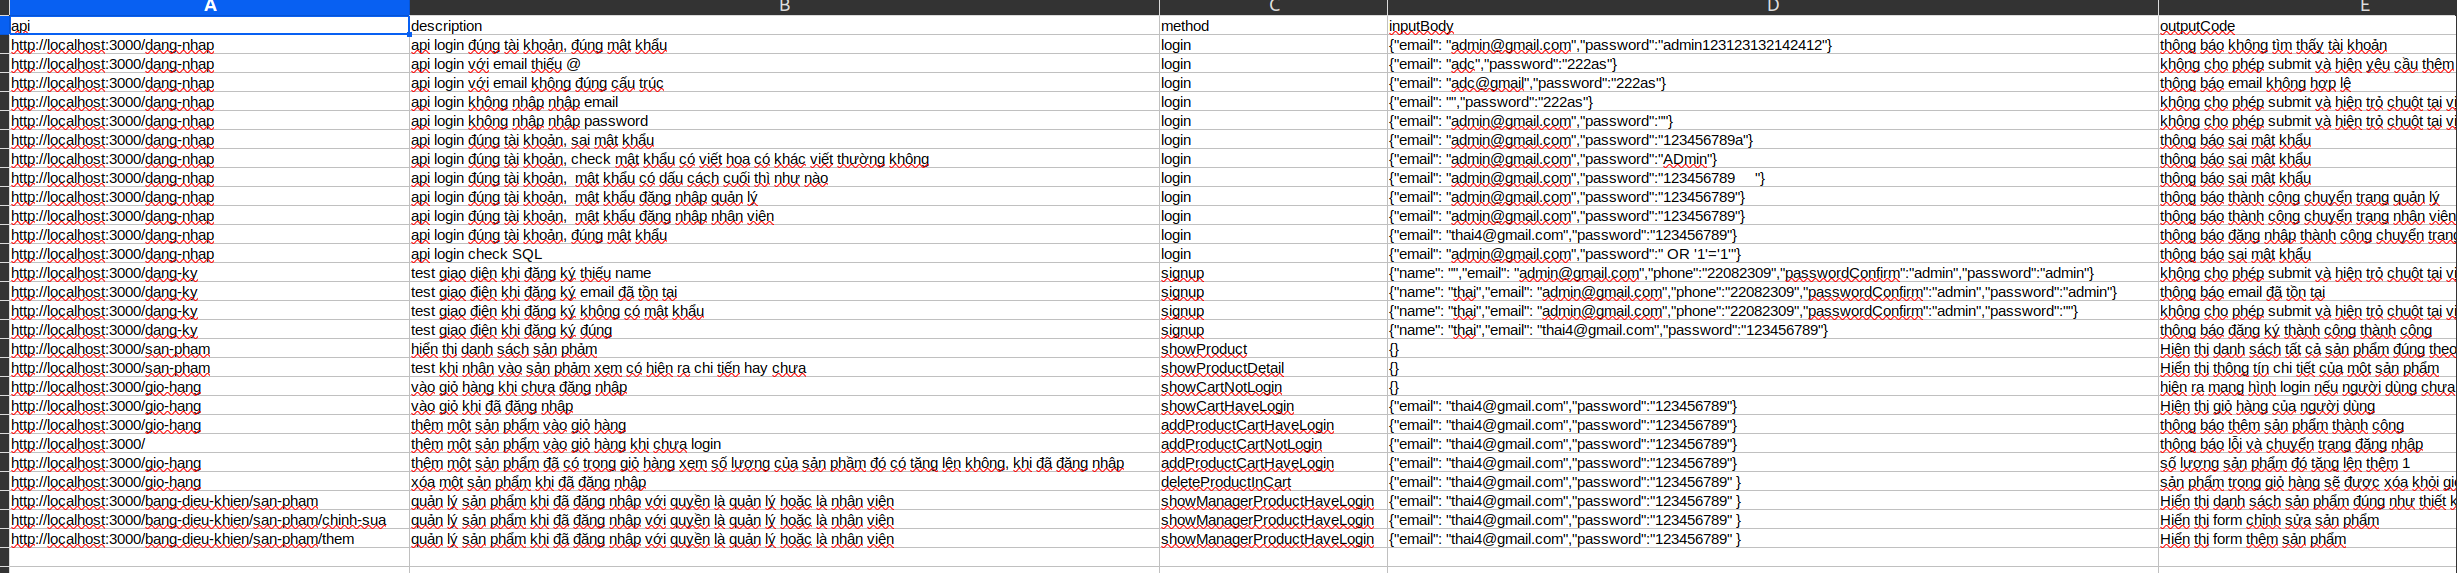 A B C D E
api description method inputBody outputCode
http://localhost:3000/dang-nhap api login đúng tài khoản, đúng mật khẩu login {"email": "admin@gmail.com","password":"admin123123132142412"} thông báo không tìm thấy tài khoản
http://localhost:3000/dang-nhap api login với email thiếu @ login {"email": "adc","password":"222as"} không cho phép submit và hiện yêu cầu thêm
http://localhost:3000/dang-nhap api login với email không đúng cấu trúc login {"email": "adc@gmail","password":"222as"} thông báo email không hợp lệ
http://localhost:3000/dang-nhap api login không nhập nhập email login {"email": "","password":"222as"} không cho phép submit và hiện trỏ chuột tại vị
http://localhost:3000/dang-nhap api login không nhập nhập password login {"email": "admin@gmail.com","password":""} không cho phép submit và hiện trỏ chuột tại vị
http://localhost:3000/dang-nhap api login đúng tài khoản, sai mật khẩu login {"email": "admin@gmail.com","password":"123456789a"} thông báo sai mật khẩu
http://localhost:3000/dang-nhap api login đúng tài khoản, check mật khẩu có viết hoa có khác viết thường không login {"email": "admin@gmail.com","password":"ADmin"} thông báo sai mật khẩu
http://localhost:3000/dang-nhap api login đúng tài khoản,  mật khẩu có dấu cách cuối thì như nào login {"email": "admin@gmail.com","password":"123456789     "} thông báo sai mật khẩu
http://localhost:3000/dang-nhap api login đúng tài khoản,  mật khẩu đăng nhập quản lý login {"email": "admin@gmail.com","password":"123456789"} thông báo thành công chuyển trang quản lý
http://localhost:3000/dang-nhap api login đúng tài khoản,  mật khẩu đăng nhập nhân viên login {"email": "admin@gmail.com","password":"123456789"} thông báo thành công chuyển trang nhân viên
http://localhost:3000/dang-nhap api login đúng tài khoản, đúng mật khẩu login {"email": "thai4@gmail.com","password":"123456789"} thông báo đăng nhập thành công chuyển trang
http://localhost:3000/dang-nhap api login check SQL login {"email": "admin@gmail.com","password":" OR '1'='1'"} thông báo sai mật khẩu
http://localhost:3000/dang-ky test giao diện khi đăng ký thiếu name signup {"name": "","email": "admin@gmail.com","phone":"22082309","passwordConfirm":"admin","password":"admin"} không cho phép submit và hiện trỏ chuột tại vị
http://localhost:3000/dang-ky test giao điện khi đăng ký email đã tồn tại signup {"name": "thai","email": "admin@gmail.com","phone":"22082309","passwordConfirm":"admin","password":"admin"} thông báo email đã tồn tại
http://localhost:3000/dang-ky test giao điện khi đăng ký không có mật khẩu signup {"name": "thai","email": "admin@gmail.com","phone":"22082309","passwordConfirm":"admin","password":""} không cho phép submit và hiện trỏ chuột tại vị
http://localhost:3000/dang-ky test giao điện khi đăng ký đúng signup {"name": "thai","email": "thai4@gmail.com","password":"123456789"} thông báo đăng ký thành công thành công
http://localhost:3000/san-pham hiển thị danh sách sản phảm showProduct {} Hiện thị danh sách tất cả sản phẩm đúng theo
http://localhost:3000/san-pham test khi nhấn vào sản phảm xem có hiện ra chi tiến hay chưa showProductDetail {} Hiển thị thông tín chi tiết của một sản phẩm
http://localhost:3000/gio-hang vào giỏ hàng khi chưa đăng nhập showCartNotLogin {} hiện ra mang hình login nếu người dùng chưa
http://localhost:3000/gio-hang vào giỏ khi đã đăng nhập showCartHaveLogin {"email": "thai4@gmail.com","password":"123456789"} Hiện thị giỏ hàng của người dùng
http://localhost:3000/gio-hang thêm một sản phẩm vào giỏ hàng addProductCartHaveLogin {"email": "thai4@gmail.com","password":"123456789"} thông báo thêm sản phẩm thành công
http://localhost:3000/ thêm một sản phẩm vào giỏ hàng khi chưa login addProductCartNotLogin {"email": "thai4@gmail.com","password":"123456789"} thông báo lỗi và chuyển trang đăng nhập
http://localhost:3000/gio-hang thêm một sản phẩm đã có trong giỏ hàng xem số lượng của sản phầm đó có tăng lên không, khi đã đăng nhập addProductCartHaveLogin {"email": "thai4@gmail.com","password":"123456789"} số lượng sản phẩm đó tăng lên thêm 1
http://localhost:3000/gio-hang xóa một sản phẩm khi đã đăng nhập deleteProductInCart {"email": "thai4@gmail.com","password":"123456789" } sản phẩm trong giỏ hàng sẽ được xóa khỏi
http://localhost:3000/bang-dieu-khien/san-pham quản lý sản phẩm khi đã đăng nhập với quyền là quản lý hoặc là nhân viên showManagerProductHaveLogin {"email": "thai4@gmail.com","password":"123456789" } Hiển thị danh sách sản phẩm đúng như thiết
http://localhost:3000/bang-dieu-khien/san-pham/chinh-sua quản lý sản phẩm khi đã đăng nhập với quyền là quản lý hoặc là nhân viên showManagerProductHaveLogin {"email": "thai4@gmail.com","password":"123456789" } Hiển thị form chỉnh sửa sản phẩm
http://localhost:3000/bang-dieu-khien/san-pham/them quản lý sản phẩm khi đã đăng nhập với quyền là quản lý hoặc là nhân viên showManagerProductHaveLogin {"email": "thai4@gmail.com","password":"123456789" } Hiển thị form thêm sản phẩm